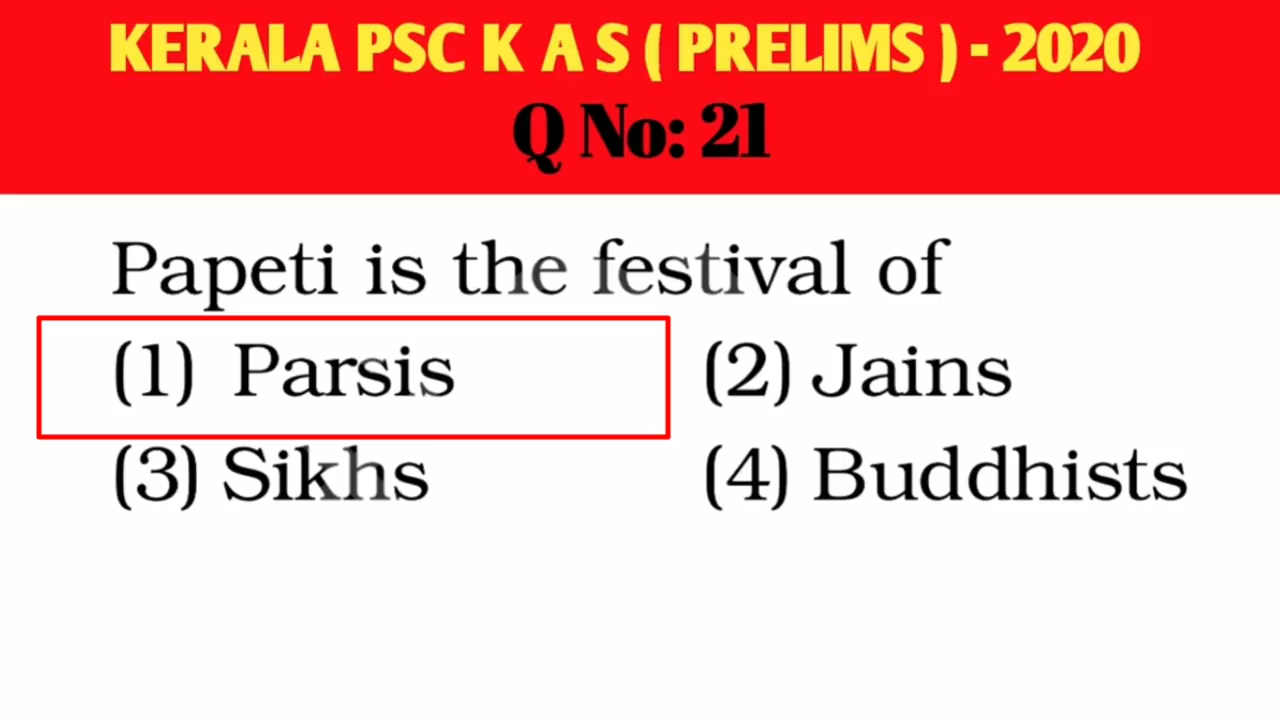 KERALA PSC K A S ( PRELIMS ) - 2020
Q No: 21
Papeti is the festival of
(1) Parsis (2) Jains
(3) Sikhs (4) Buddhists